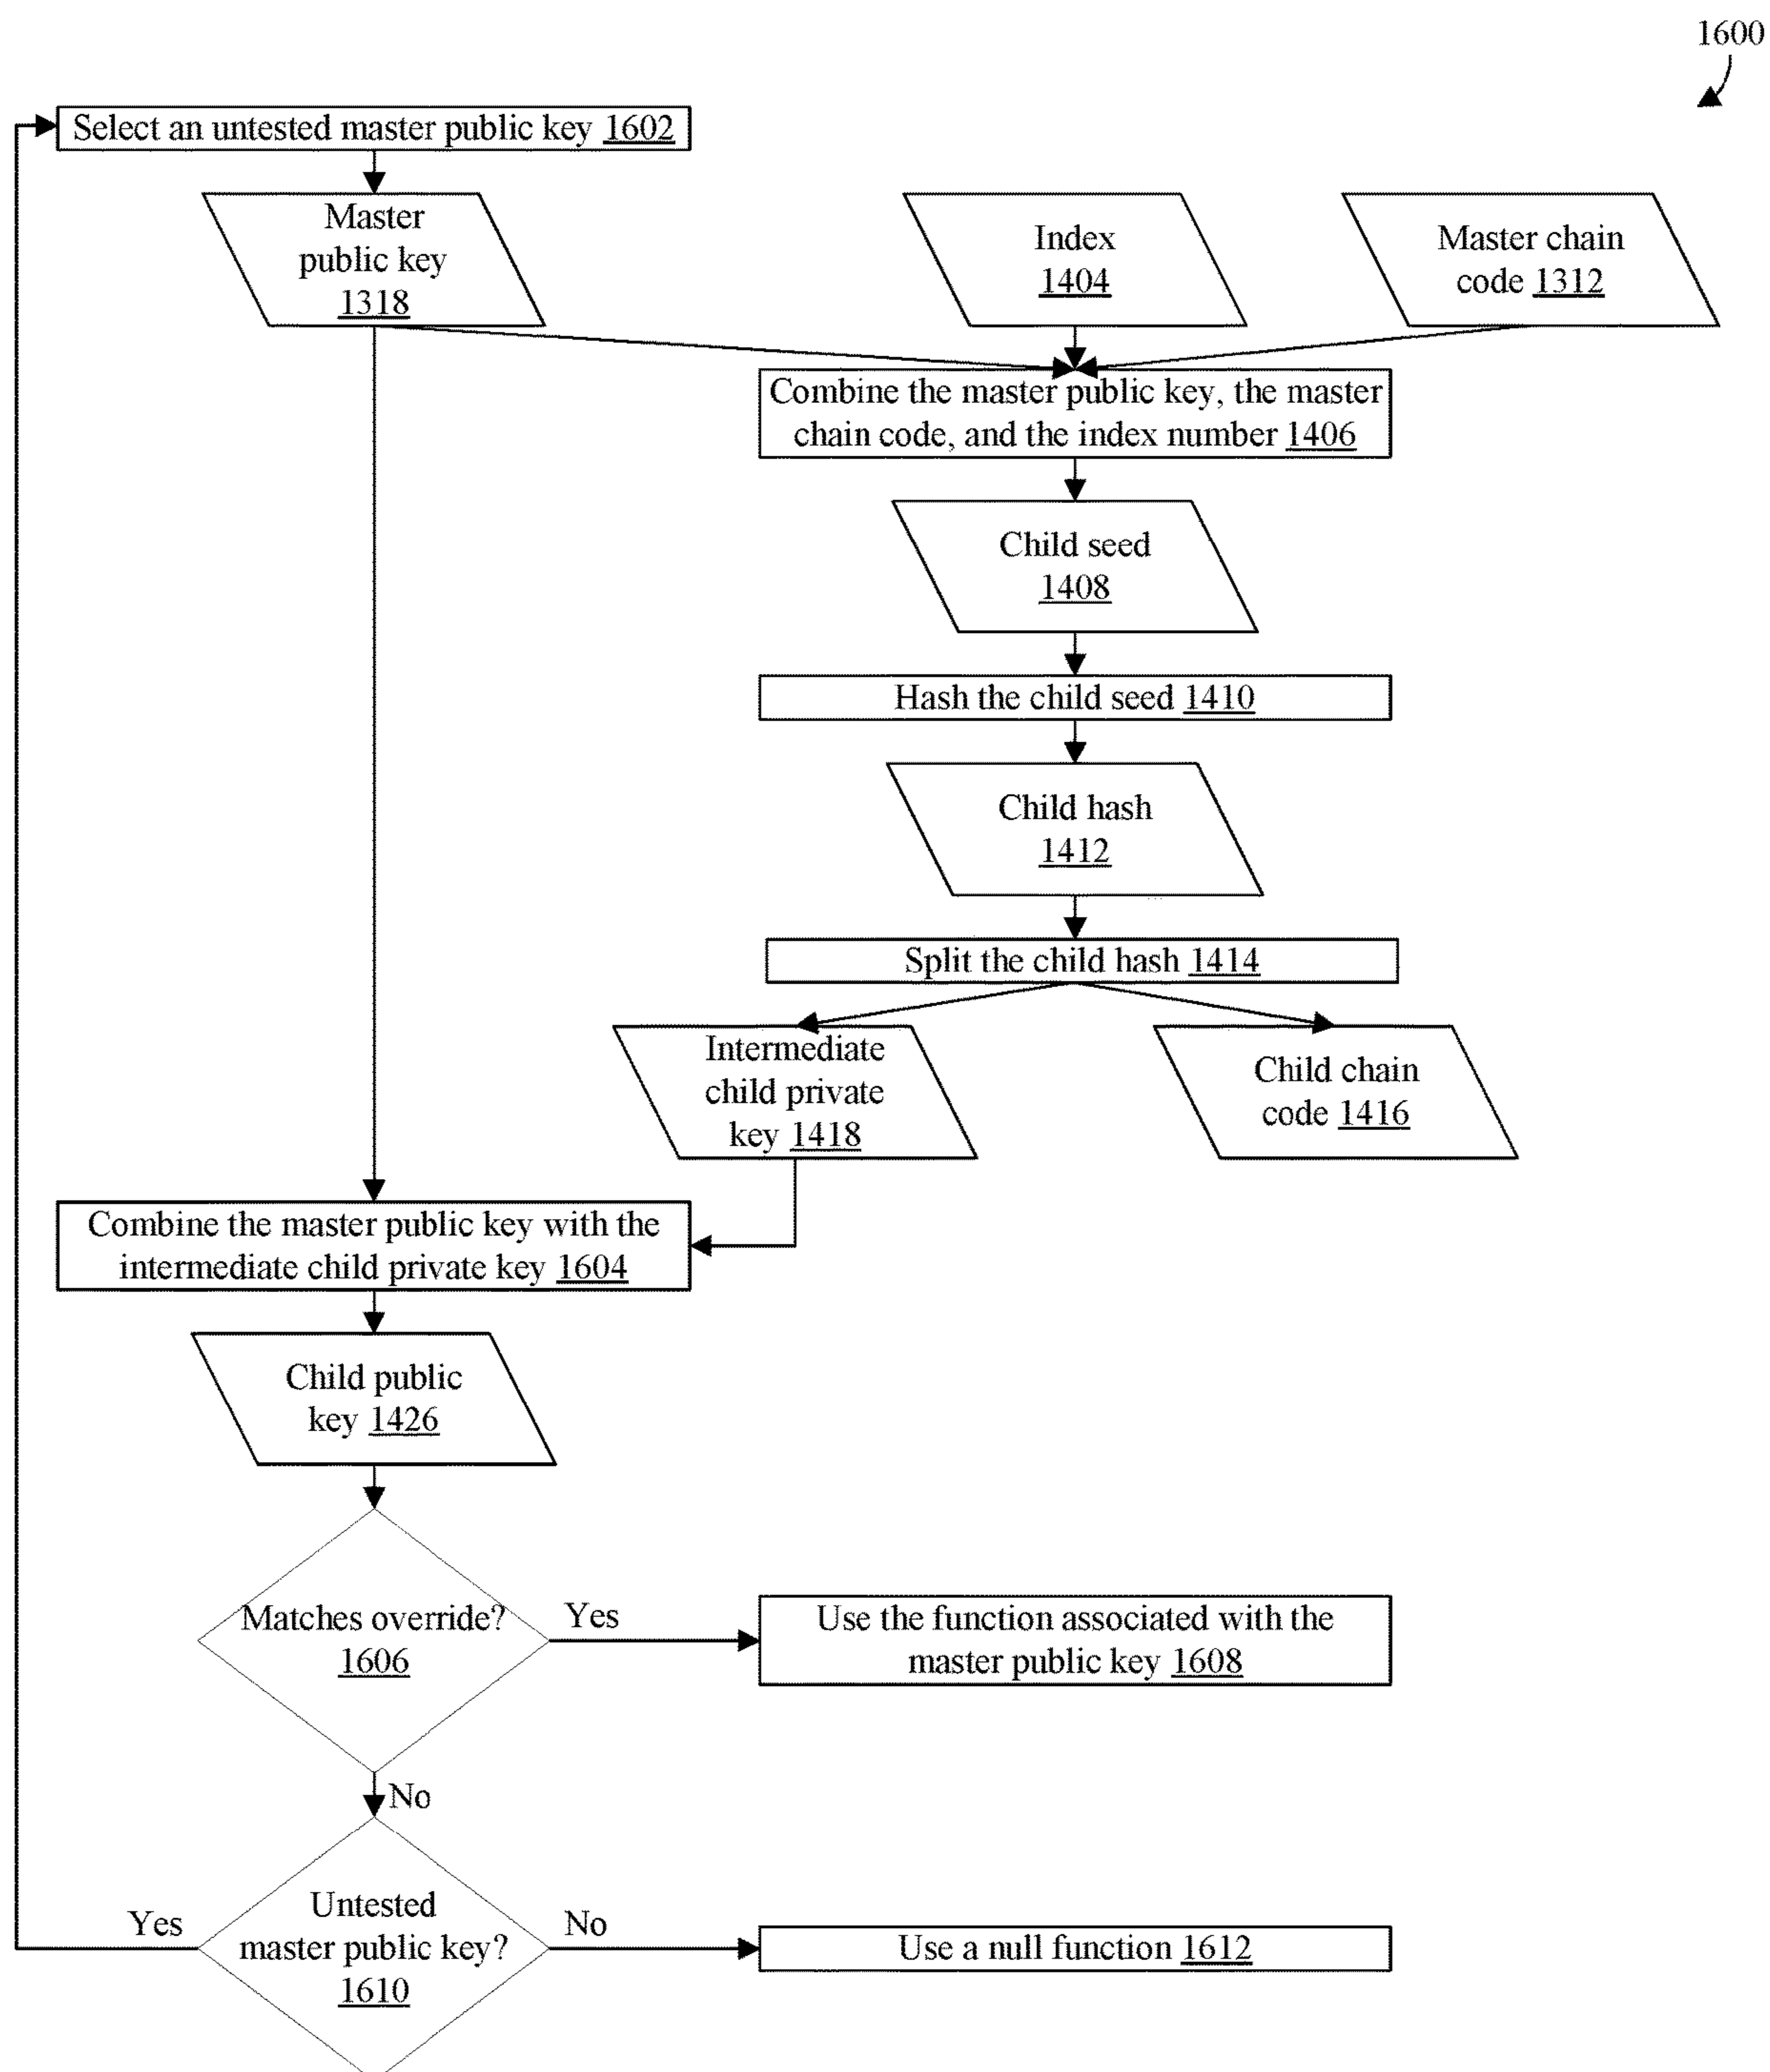 1600
Select an untested master public key 1602
Master
public key
1318
Index
1404
Master chain
code 1312
Combine the master public key, the master
chain code, and the index number 1406
Child seed
1408
Hash the child seed 1410
Child hash
1412
Split the child hash 1414
Intermediate
child private
key 1418
Child chain
code 1416
Combine the master public key with the
intermediate child private key 1604
Child public
key 1426
Matches override?
1606
Yes
Use the function associated with the
master public key 1608
No
Untested
master public key?
1610
Yes
No
Use a null function 1612